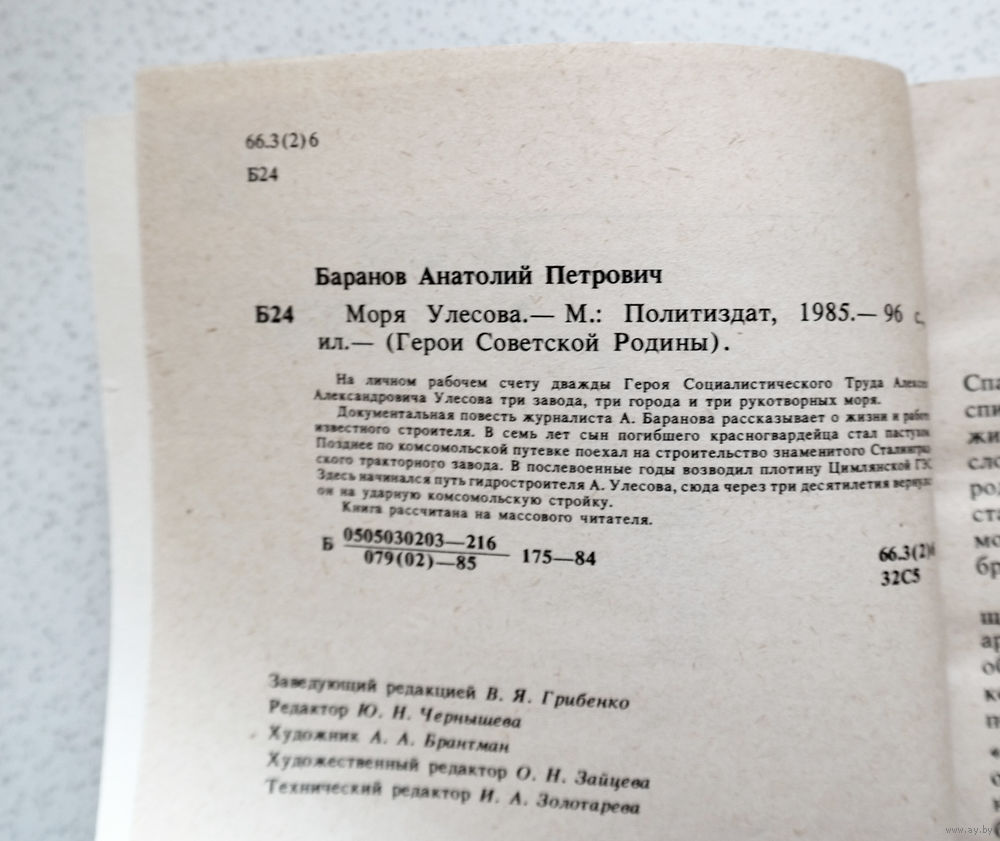 66.3(2)6
Б24
Баранов Анатолий Петрович
Б24 Моря Улесова.— М.: Политиздат, 1985.— 96 с,
ил.— (Герои Советской Родины).
На личном рабочем счету дважды Героя Социалистического Труда
Александровича Улесова три завода, три города и три рукотворных моря.
Документальная повесть журналиста А. Баранова рассказывает о жизни и
известного строителя. В семь лет сын погибшего красногвардейца стал пастухом
Позднее по комсомольской путевке поехал на строительство знаменитого
ского тракторного завода. В послевоенные годы возводил плотину Цимлянской
Здесь начинался путь гидростроителя А. Улесова, сюда через три десятилетия
он на ударную комсомольскую стройку.
Книга рассчитана на массового читателя.
Б 0505030203—216
079(02)—85 175—84
66.3(2)6
32С5
Заведующий редакцией В. Я. Грибенко
Редактор Ю. Н. Чернышева
Художник А. А. Брантман
Художественный редактор О. Н. Зайцева
Технический редактор И. А. Золотарева
www.ay.by